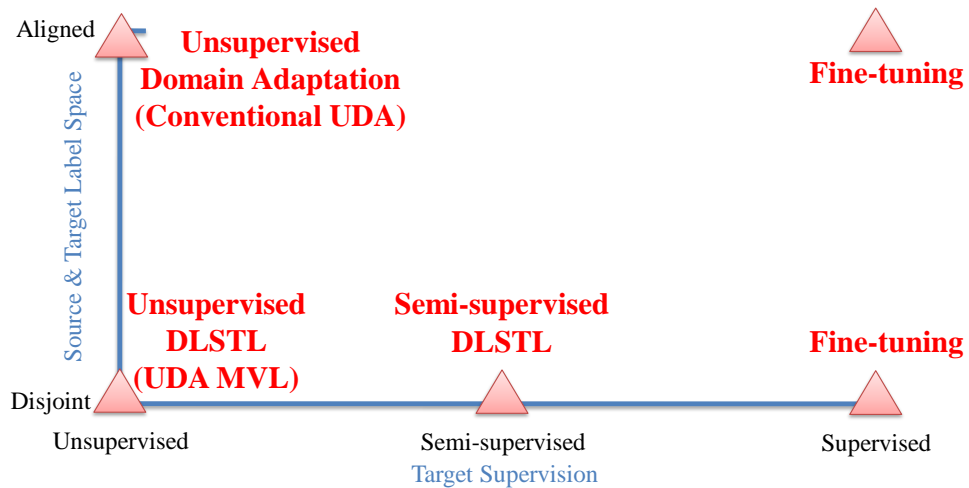 Aligned
Unsupervised
Domain Adaptation
(Conventional UDA)
Fine-tuning
Source & Target Label Space
Unsupervised
DLSTL
(UDA MVL)
Semi-supervised
DLSTL
Fine-tuning
Disjoint
Unsupervised
Semi-supervised
Supervised
Target Supervision